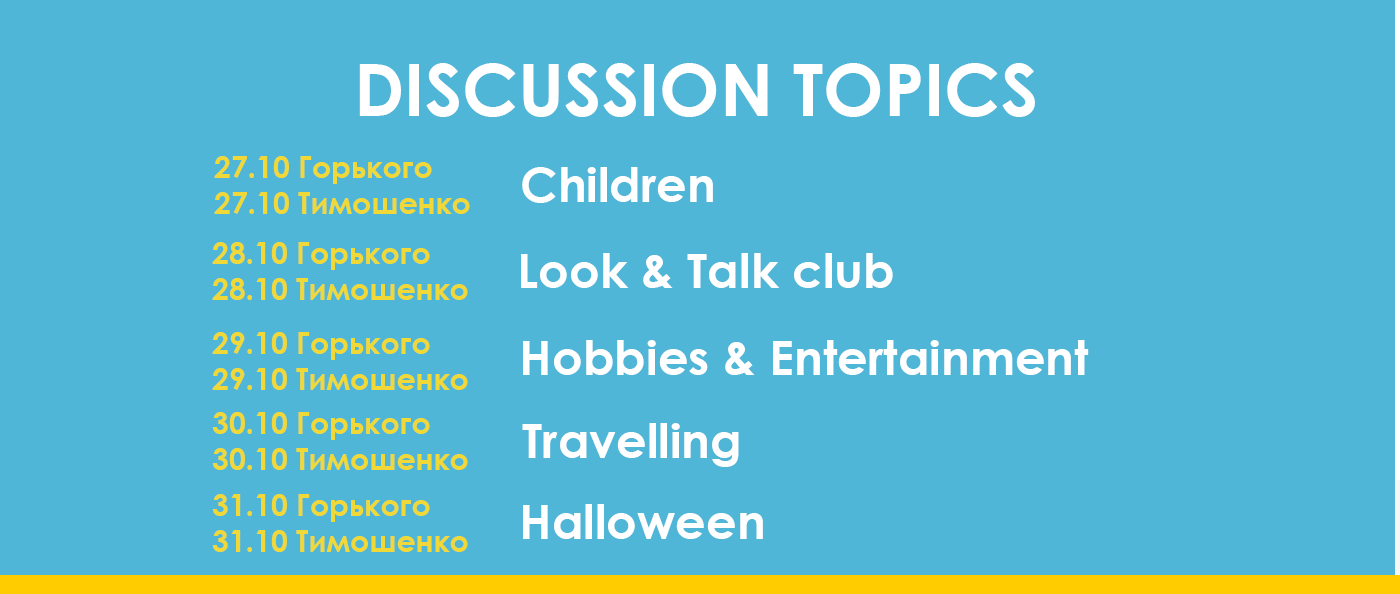 DISCUSSION TOPICS
27.10 Горького
27.10 Тимошенко
Children
28.10 Горького
28.10 Тимошенко
Look & Talk club
29.10 Горького
29.10 Тимошенко
Hobbies & Entertainment
30.10 Горького
30.10 Тимошенко
Travelling
31.10 Горького
31.10 Тимошенко
Halloween